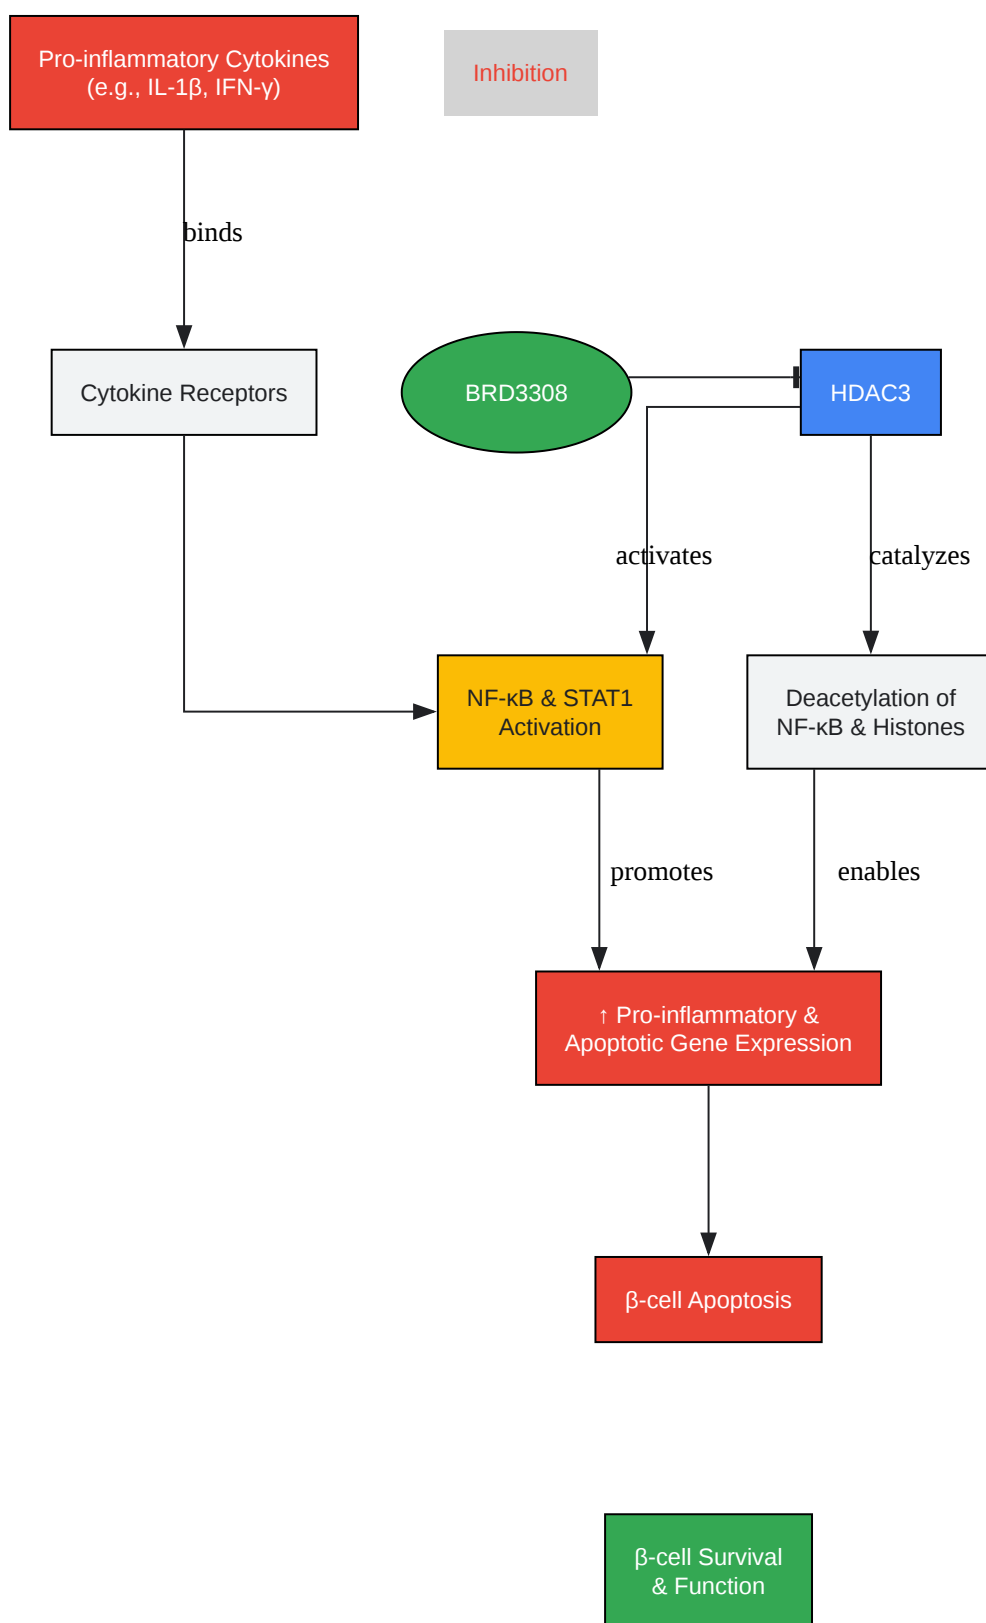 Pro-inflammatory Cytokines
(e.g., IL-1β, IFN-γ)
Inhibition
binds
Cytokine Receptors
BRD3308
HDAC3
activates
catalyzes
NF-κB & STAT1
Activation
Deacetylation of
NF-κB & Histones
promotes
enables
↑ Pro-inflammatory &
Apoptotic Gene Expression
β-cell Apoptosis
β-cell Survival
& Function